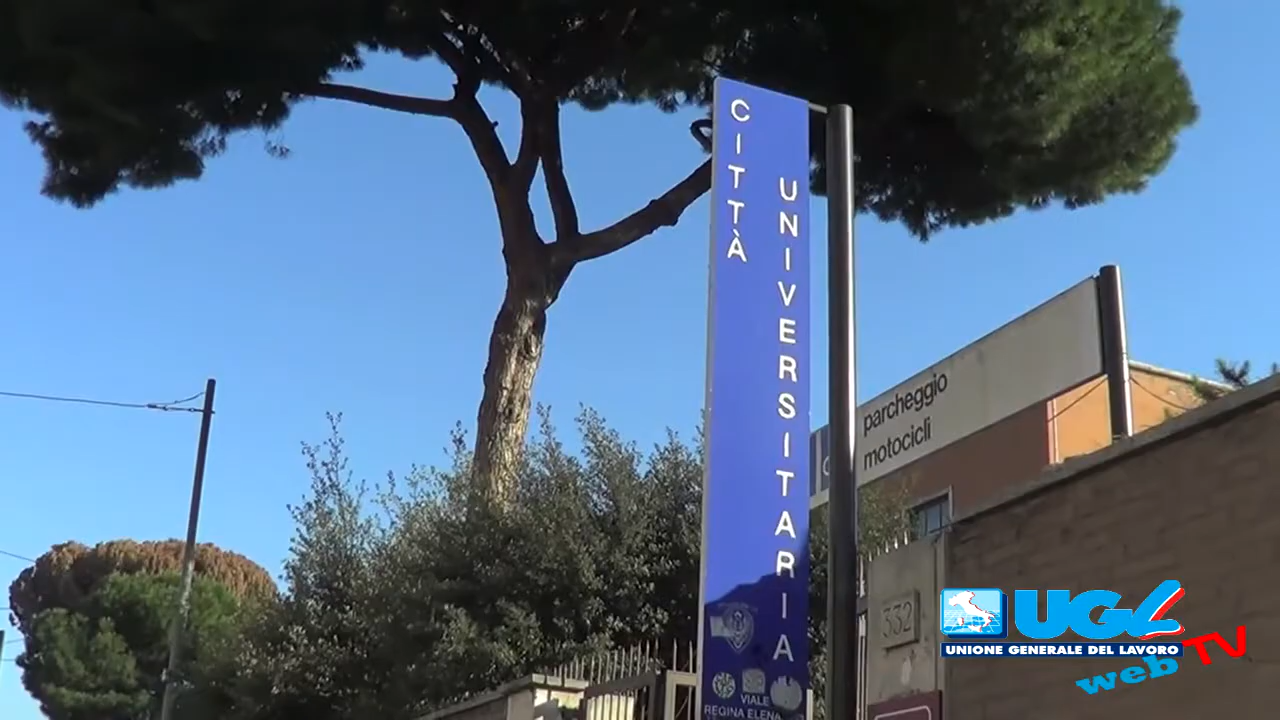 CITTÀ
UNIVERSITARIA
VIALE
REGINA ELENA
parcheggio
motocicli
332
UGL
UNIONE GENERALE DEL LAVORO
web TV